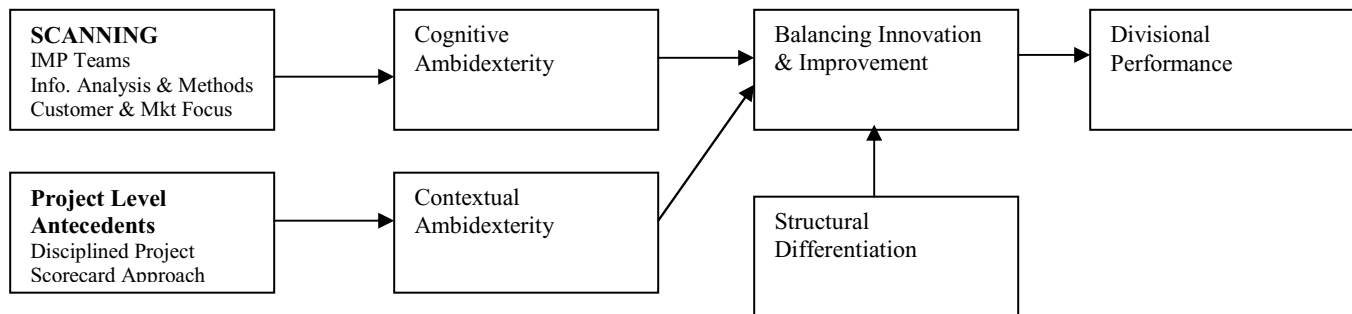 SCANNING
IMP Teams
Info. Analysis & Methods
Customer & Mkt Focus
Cognitive
Ambidexterity
Balancing Innovation
& Improvement
Divisional
Performance
Project Level
Antecedents
Disciplined Project
Scorecard Approach
Contextual
Ambidexterity
Structural
Differentiation